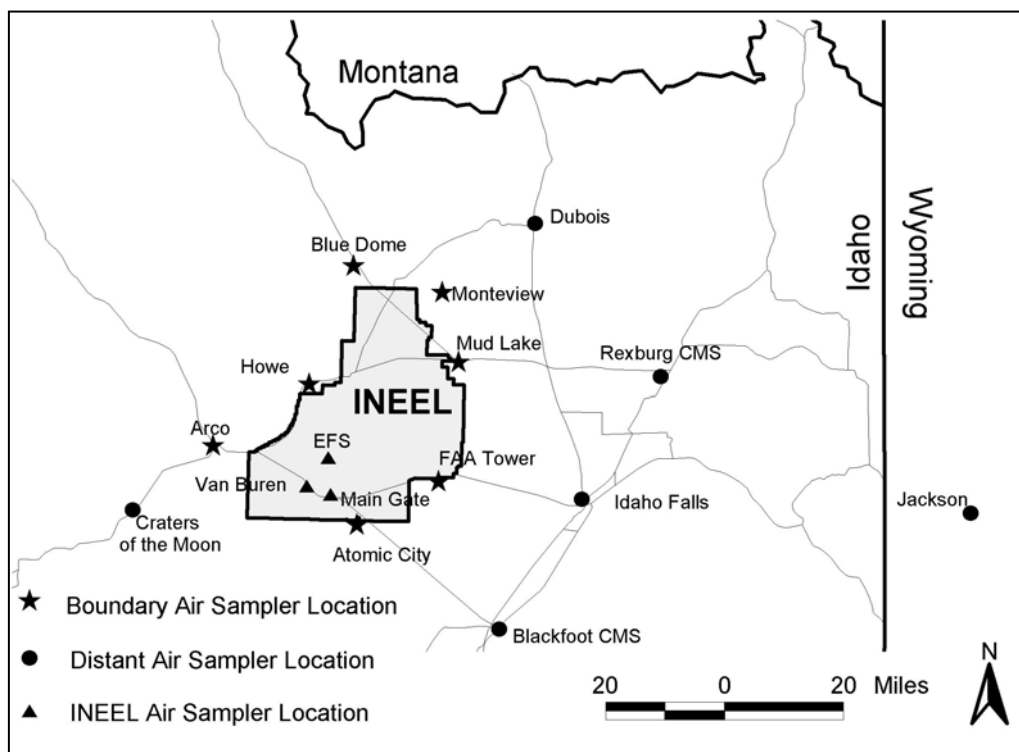 Montana
Idaho
Wyoming
Dubois
Blue Dome
Monteview
Mud Lake
Rexburg CMS
Howe
INEEL
Arco
EFS
FAA Tower
Van Buren
Main Gate
Idaho Falls
Jackson
Craters
of the Moon
Atomic City
Blackfoot CMS
Boundary Air Sampler Location
Distant Air Sampler Location
INEEL Air Sampler Location
20 0 20 Miles
N